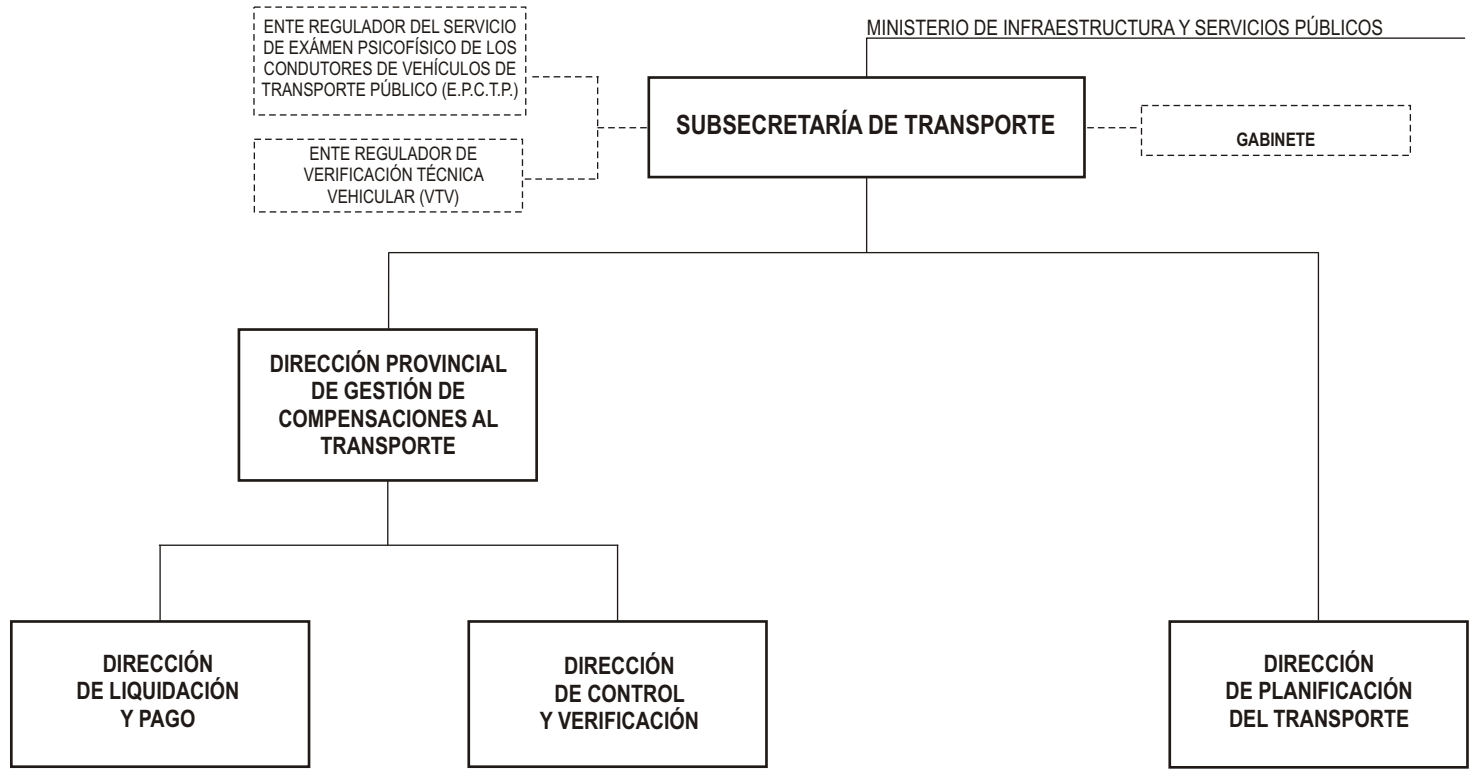 ENTE REGULADOR DEL SERVICIO
DE EXÁMEN PSICOFÍSICO DE LOS
CONDUTORES DE VEHÍCULOS DE
TRANSPORTE PÚBLICO (E.P.C.T.P.)
MINISTERIO DE INFRAESTRUCTURA Y SERVICIOS PÚBLICOS
SUBSECRETARÍA DE TRANSPORTE
GABINETE
ENTE REGULADOR DE
VERIFICACIÓN TÉCNICA
VEHICULAR (VTV)
DIRECCIÓN PROVINCIAL
DE GESTIÓN DE
COMPENSACIONES AL
TRANSPORTE
DIRECCIÓN
DE LIQUIDACIÓN
Y PAGO
DIRECCIÓN
DE CONTROL
Y VERIFICACIÓN
DIRECCIÓN
DE PLANIFICACIÓN
DEL TRANSPORTE